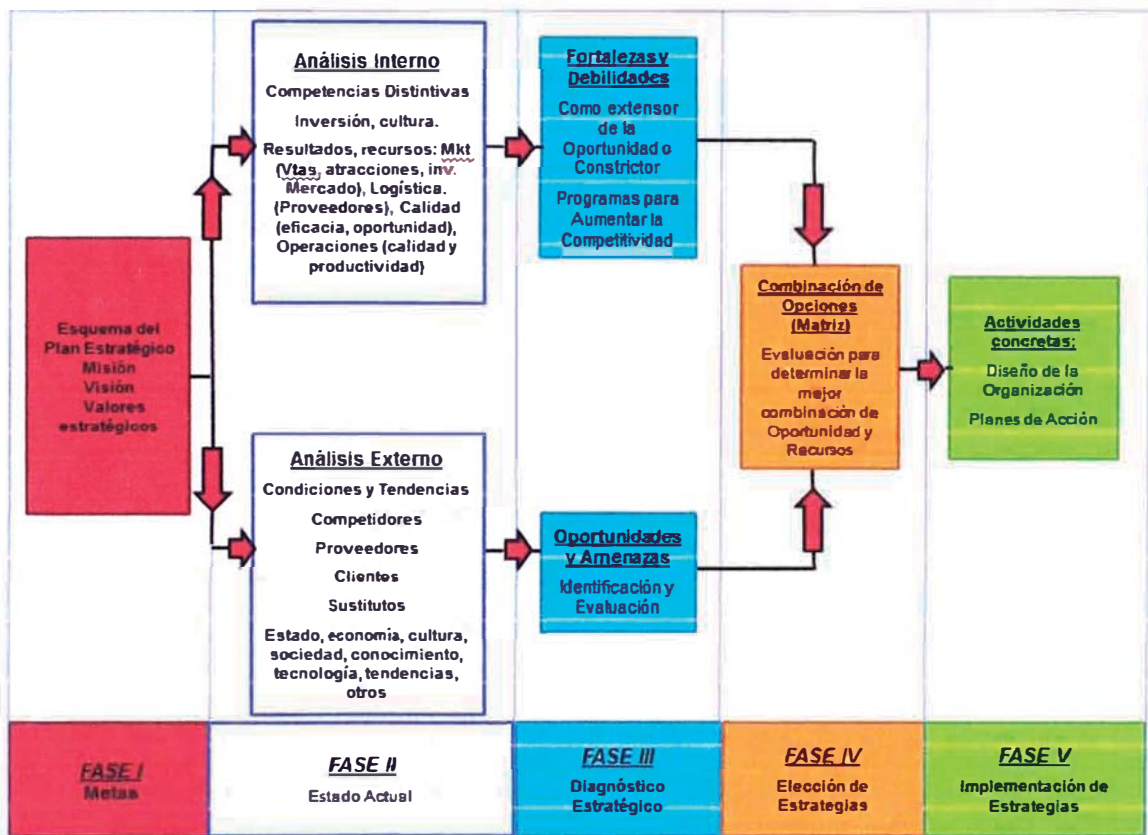 Esquema del
Plan Estratégico
Misión
Visión
Valores
estratégicos
Análisis Interno
Competencias Distintivas
Inversión, cultura.
Resultados, recursos: Mkt
(Vtas, atracciones, inv.
Mercado), Logística.
(Proveedores), Calidad
(eficacia, oportunidad),
Operaciones (calidad y
productividad)
Análisis Externo
Condiciones y Tendencias
Competidores
Proveedores
Clientes
Sustitutos
Estado, economía, cultura,
sociedad, conocimiento,
tecnología, tendencias,
otros
Fortalezas y
Debilidades
Como extensor
de la
Oportunidad o
Constrictor
Programas para
Aumentar la
Competitividad
Oportunidades
y Amenazas
Identificación y
Evaluación
Combinación de
Opciones
(Matriz)
Evaluación para
determinar la
mejor
combinación de
Oportunidad y
Recursos
Actividades
concretas:
Diseño de la
Organización
Planes de Acción
FASE I
Metas
FASE II
Estado Actual
FASE III
Diagnóstico
Estratégico
FASE IV
Elección de
Estrategias
FASE V
Implementación de
Estrategias